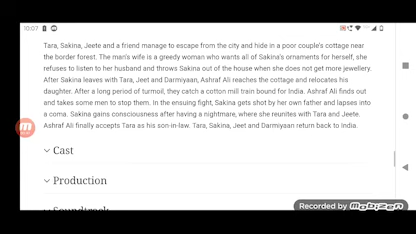 10:07
Tara, Sakina, Jeete and a friend manage to escape from the city and hide in a poor couple's cottage near
the border forest. The man's wife is a greedy woman who wants all of Sakina's ornaments for herself, she
refuses to listen to her husband and throws Sakina out of the house when she does not get more jewellery.
After Sakina leaves with Tara, Jeet and Darmiyaan, Ashraf Ali reaches the cottage and relocates his
daughter. After a long period of turmoil, they catch a cotton mill train bound for India. Ashraf Ali finds out
and takes some men to stop them. In the ensuing fight, Sakina gets shot by her own father and lapses into
a coma. Sakina gains consciousness after having a nightmare, where she reunites with Tara and Jeete.
Ashraf Ali finally accepts Tara as his son-in-law. Tara, Sakina, Jeet and Darmiyaan return back to India.
Cast
Production
Soundtrack
Recorded by Mobizen